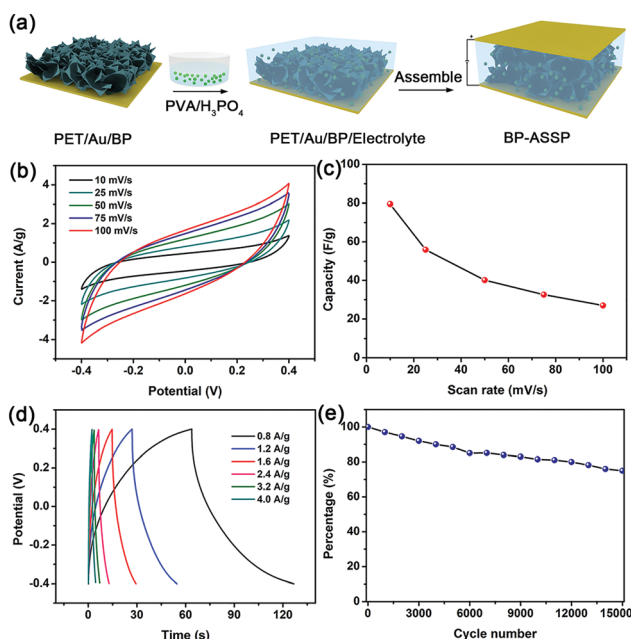 (a)
PVA/H3PO4
Assemble
+
-
PET/Au/BP
PET/Au/BP/Electrolyte
BP-ASSP
(b)
10 mV/s
25 mV/s
50 mV/s
75 mV/s
100 mV/s
Current (A/g)
4
2
0
-2
-4
-0.4 -0.2 0.0 0.2 0.4
Potential (V)
(c)
Capacity (F/g)
100
80
60
40
20
0
0 20 40 60 80 100
Scan rate (mV/s)
(d)
0.8 A/g
1.2 A/g
1.6 A/g
2.4 A/g
3.2 A/g
4.0 A/g
Potential (V)
0.4
0.0
-0.4
0 30 60 90 120
Time (s)
(e)
Percentage (%)
100
80
60
40
20
0
0 3000 6000 9000 12000 15000
Cycle number